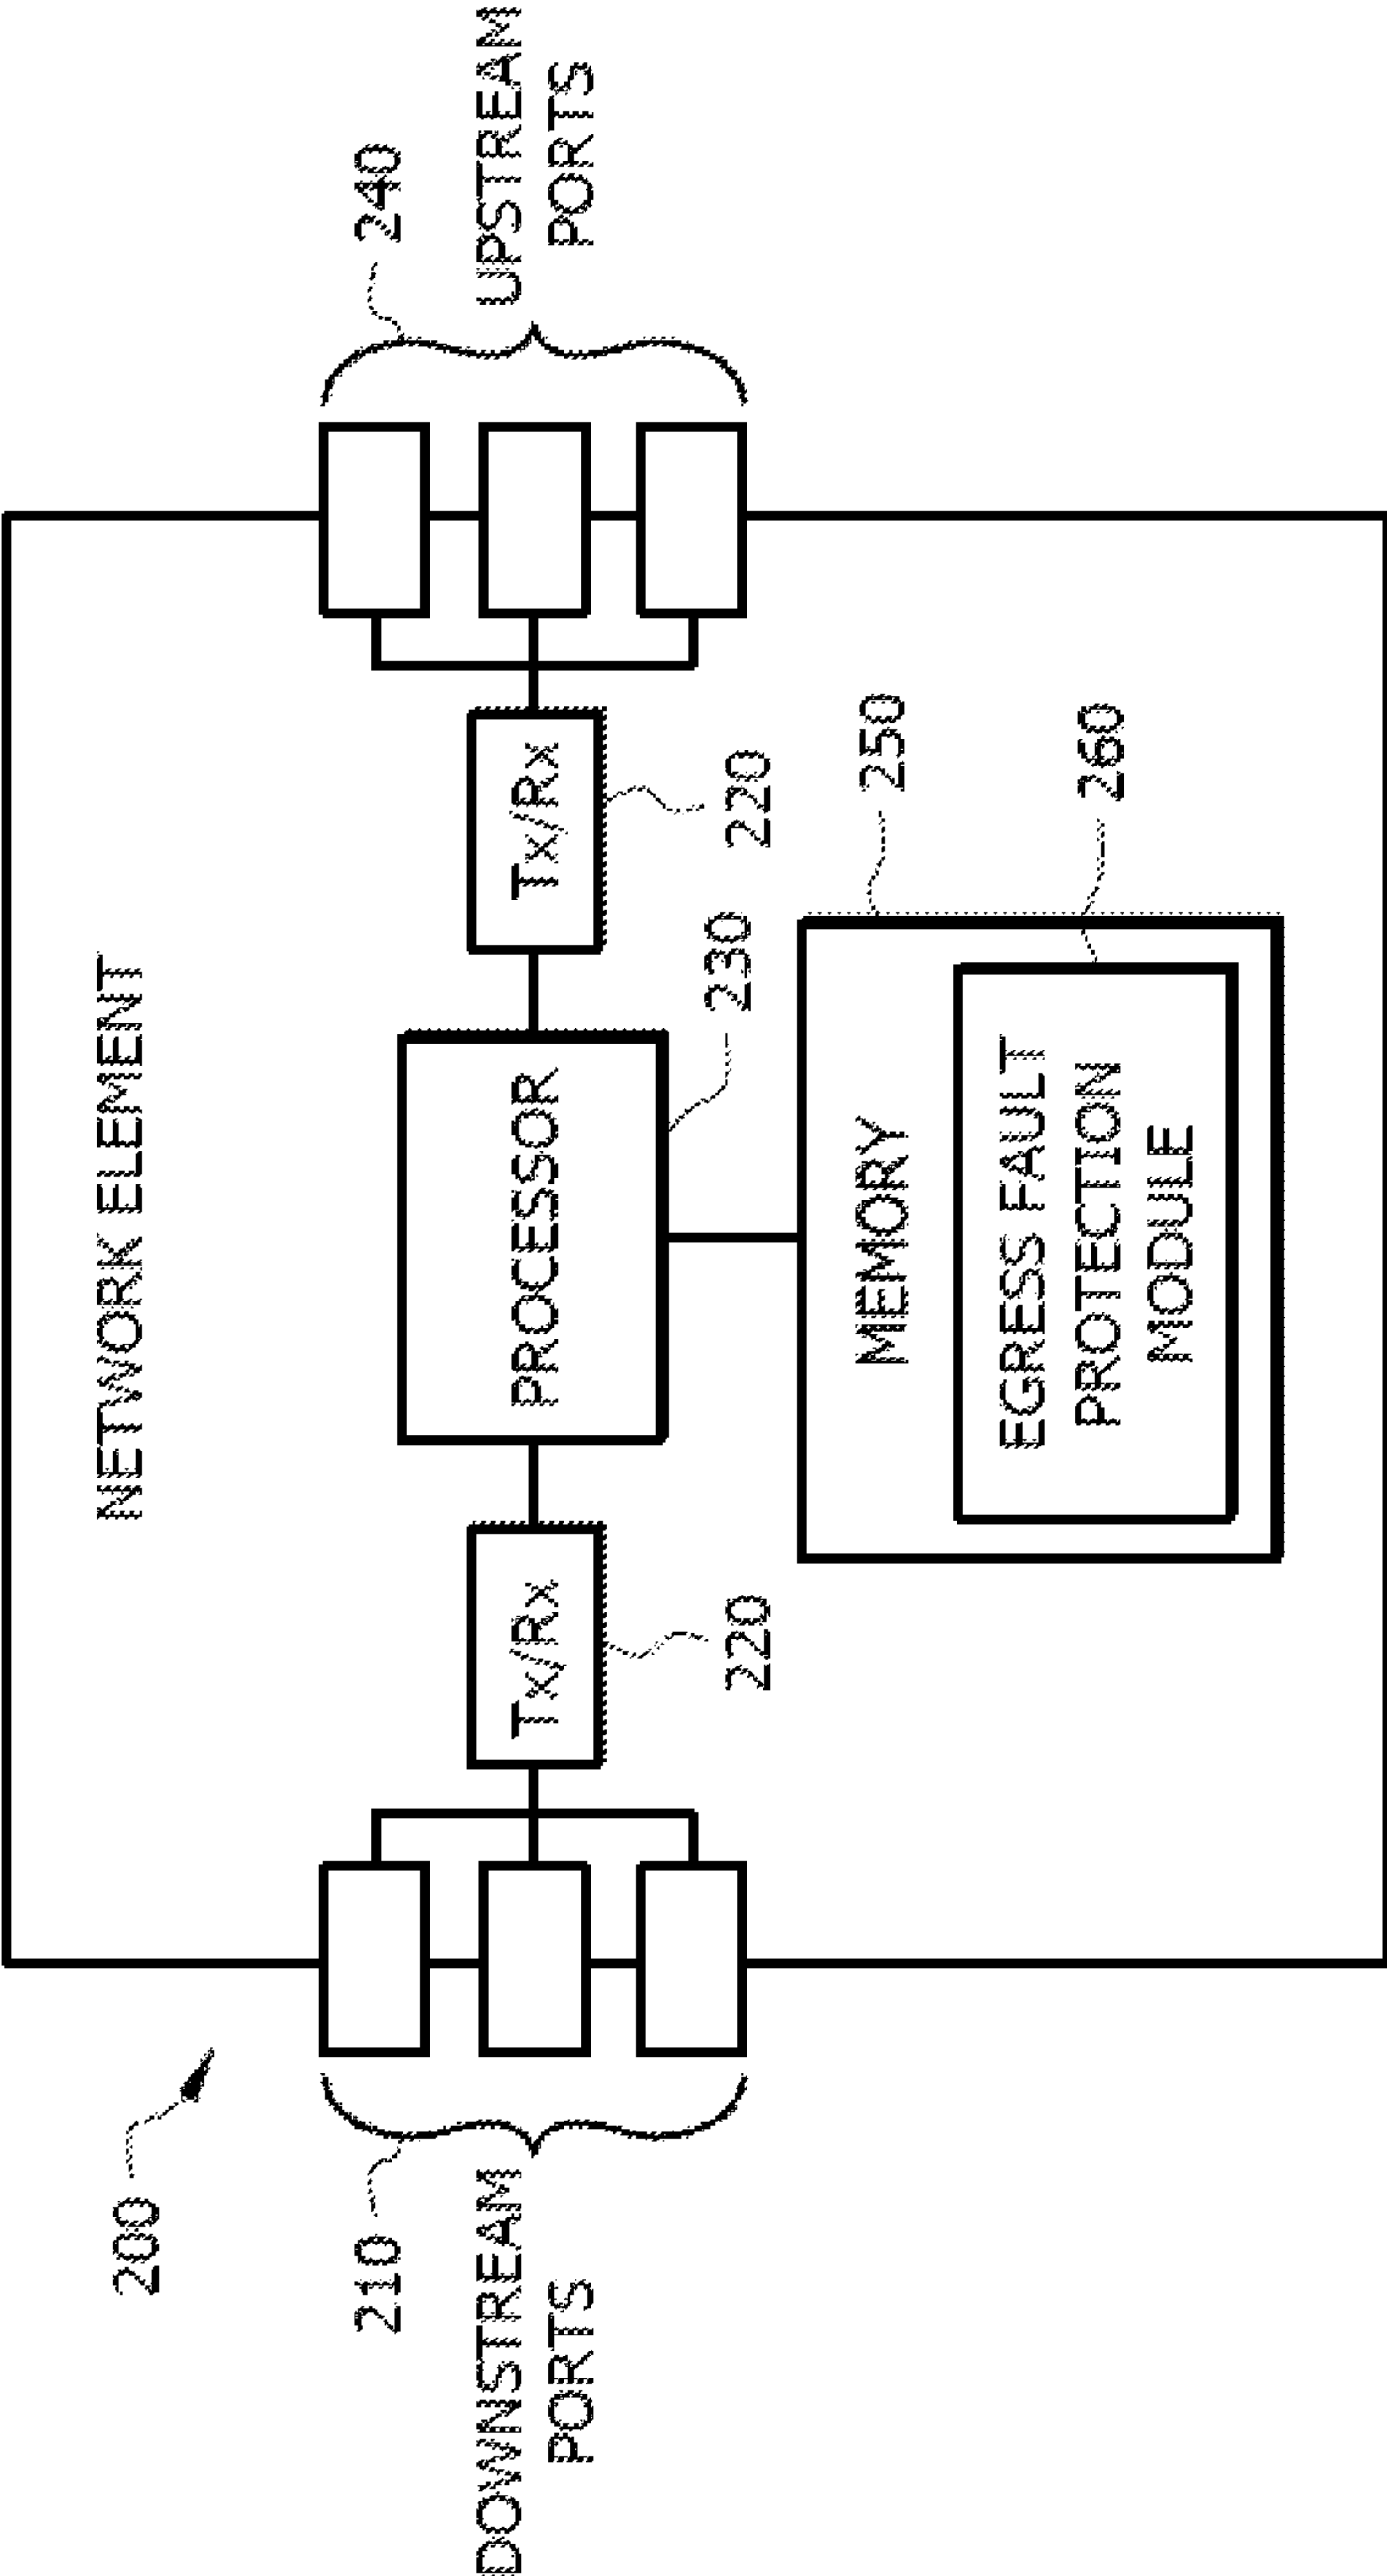 200
NETWORK ELEMENT
210
240
DOWNSTREAM
PORTS
Tx/Rx
PROCESSOR
Tx/Rx
UPSTREAM
PORTS
220
230
220
MEMORY
250
EGRESS FAULT
PROTECTION
MODULE
260